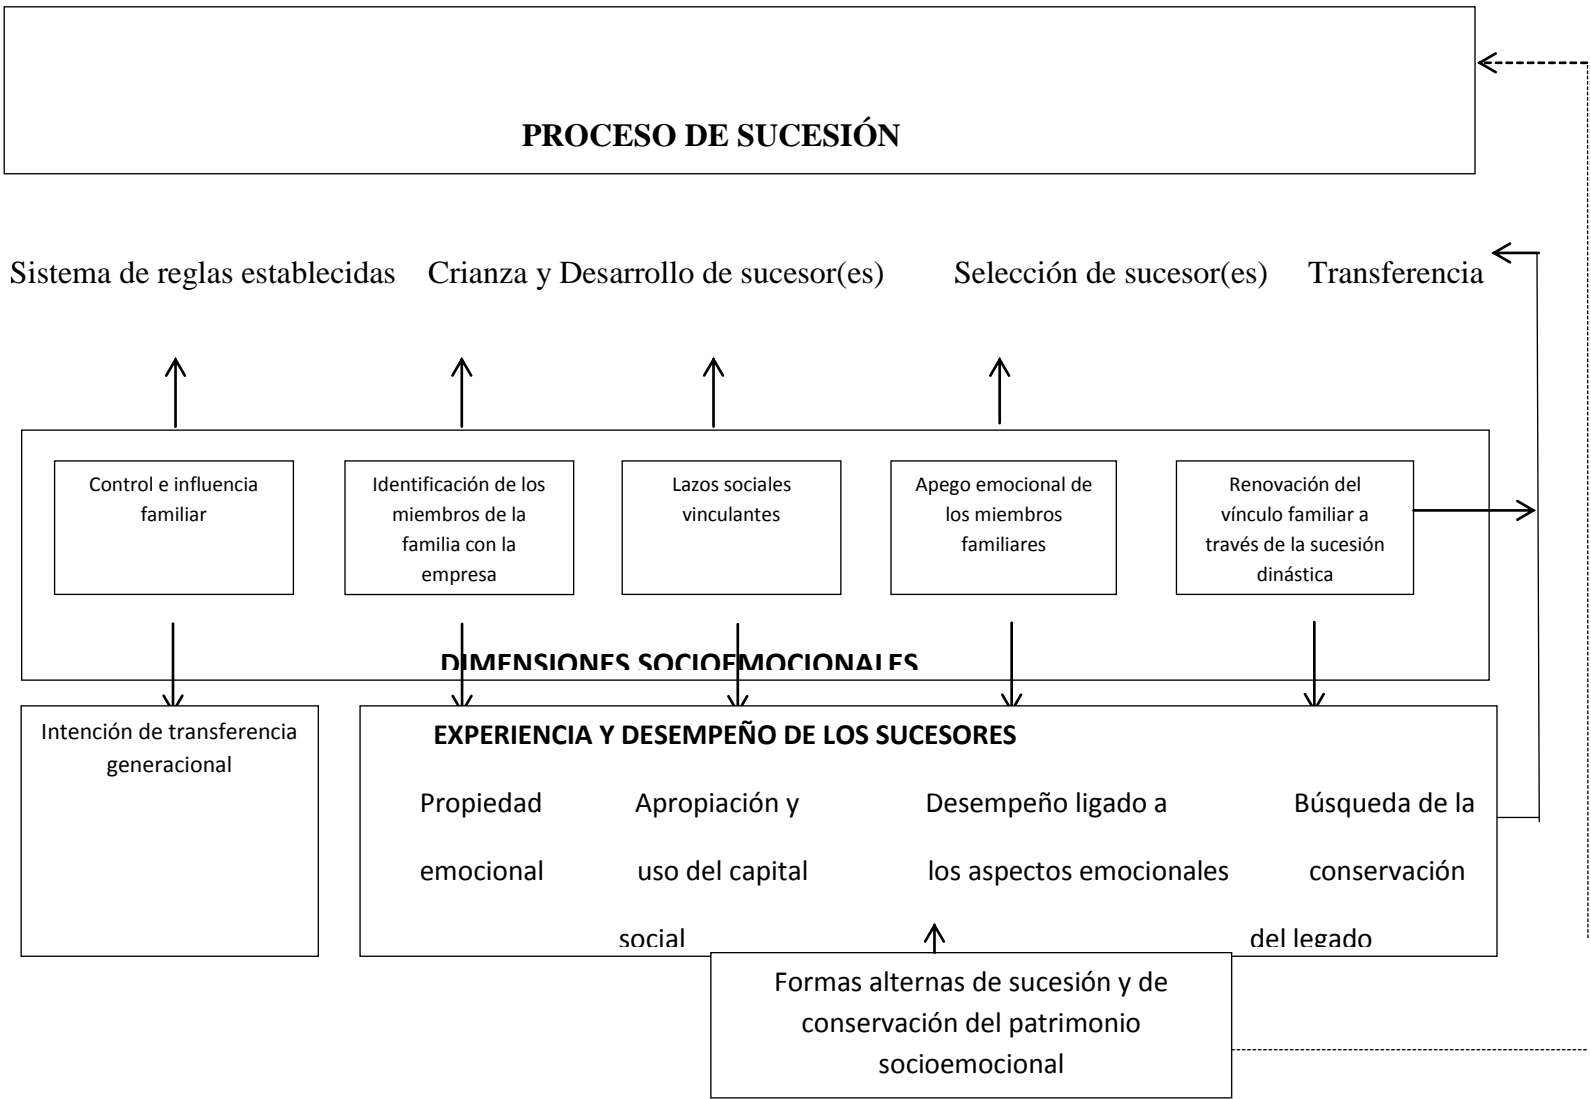 PROCESO DE SUCESIÓN
Sistema de reglas establecidas Crianza y Desarrollo de sucesor(es) Selección de sucesor(es) Transferencia
Control e influencia
familiar
Identificación de los
miembros de la
familia con la
empresa
Lazos sociales
vinculantes
Apego emocional de
los miembros
familiares
Renovación del
vínculo familiar a
través de la sucesión
dinástica
DIMENSIONES SOCIOEMOCIONALES
Intención de transferencia
generacional
EXPERIENCIA Y DESEMPEÑO DE LOS SUCESORES
Propiedad Apropiación y Desempeño ligado a Búsqueda de la
emocional uso del capital los aspectos emocionales conservación
social del legado
Formas alternas de sucesión y de
conservación del patrimonio
socioemocional